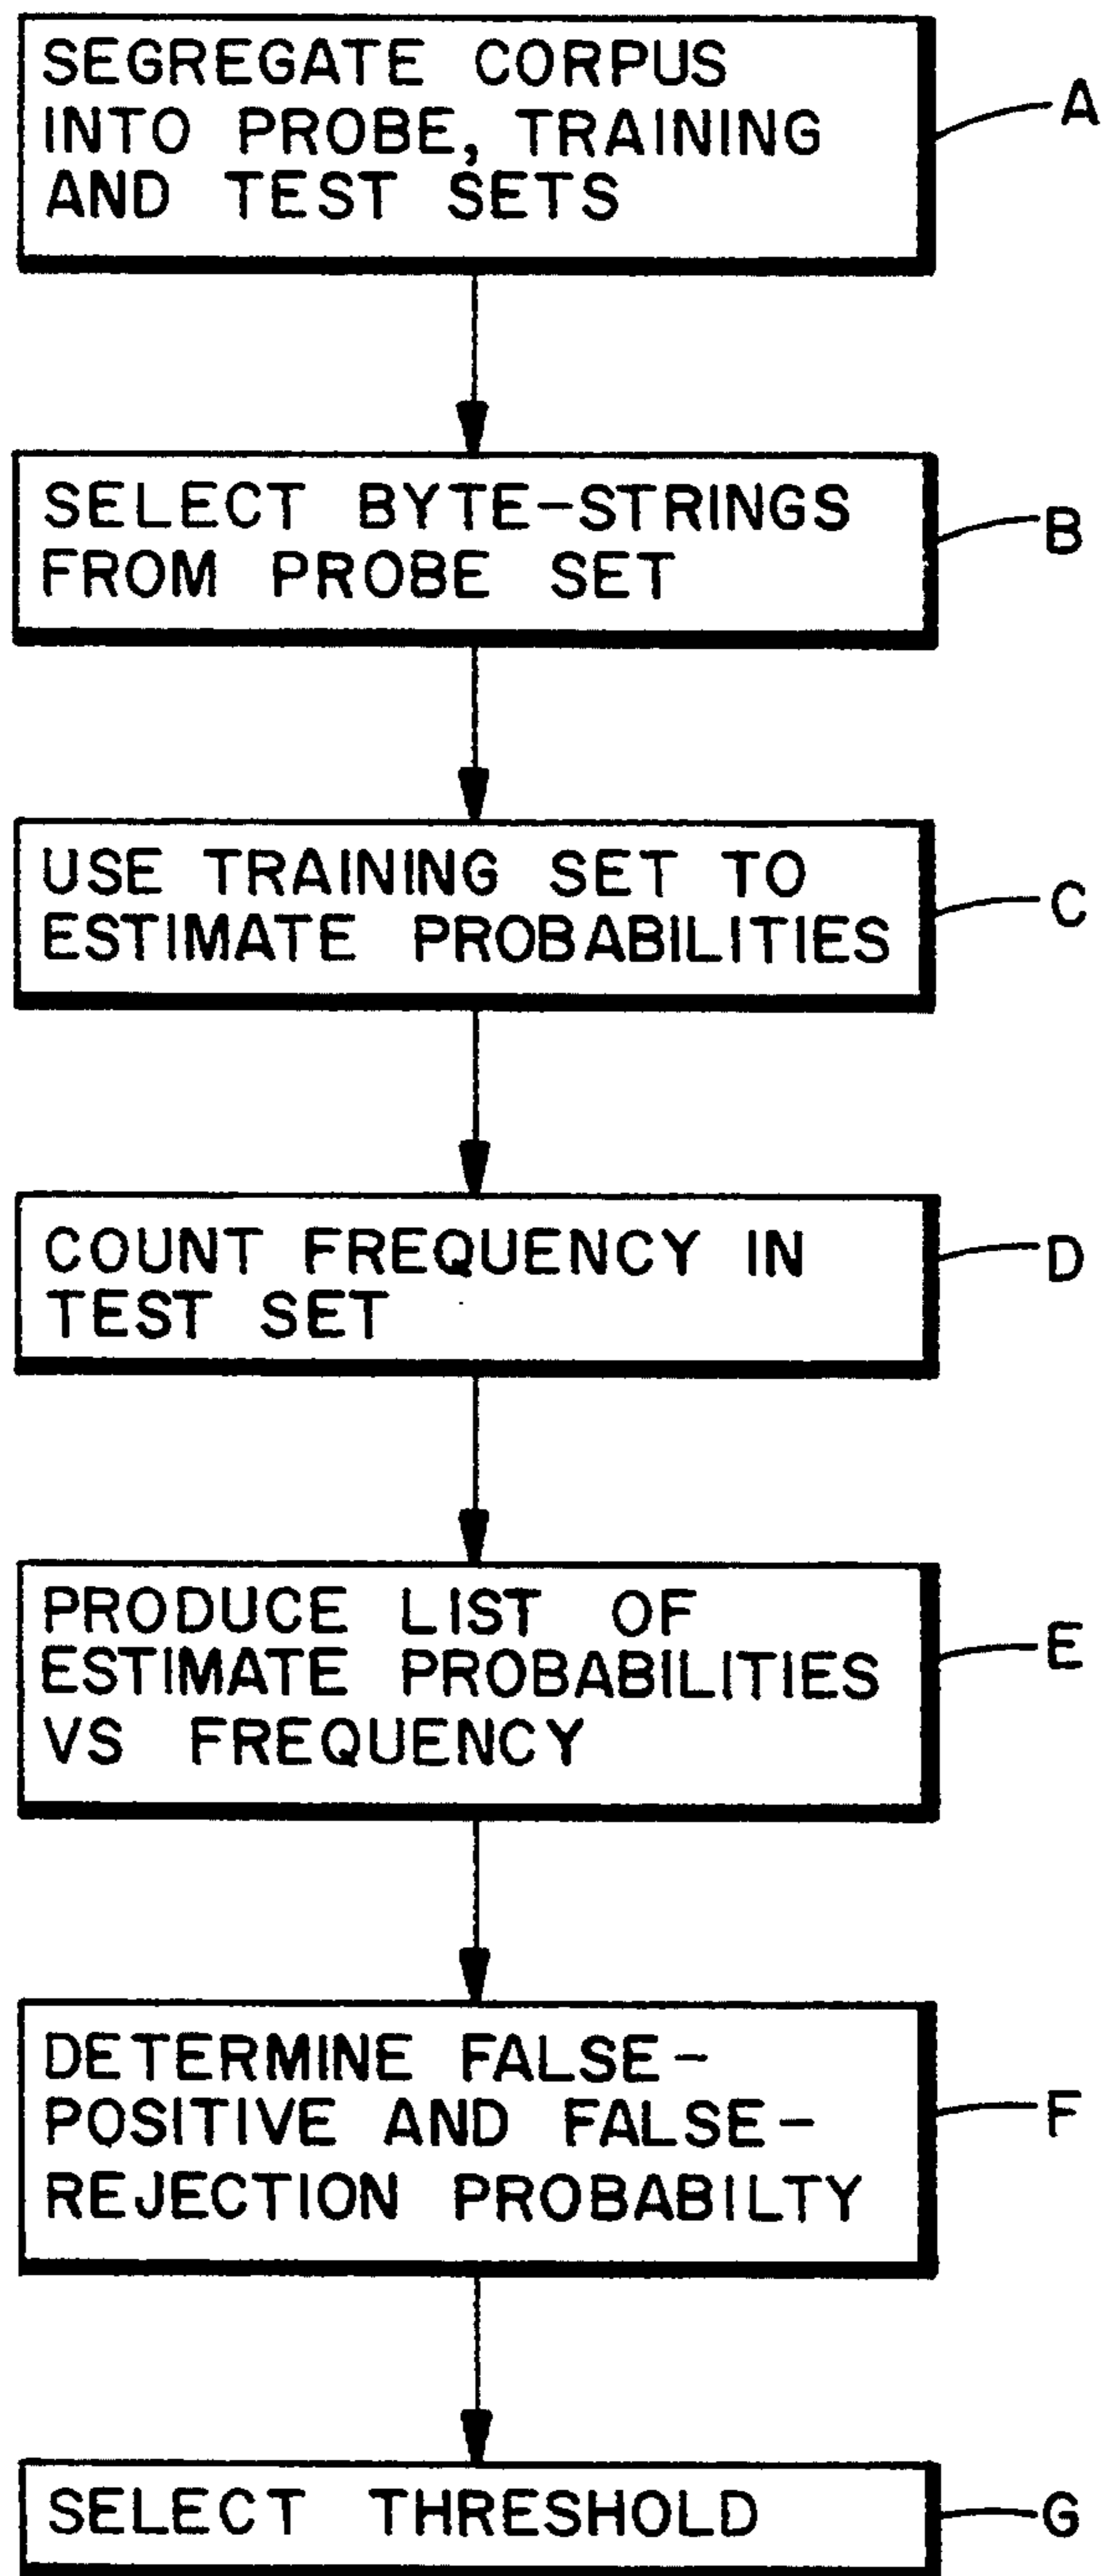 SEGREGATE CORPUS
INTO PROBE, TRAINING
AND TEST SETS
A
SELECT BYTE-STRINGS
FROM PROBE SET
B
USE TRAINING SET TO
ESTIMATE PROBABILITIES
C
COUNT FREQUENCY IN
TEST SET
D
PRODUCE LIST OF
ESTIMATE PROBABILITIES
VS FREQUENCY
E
DETERMINE FALSE-
POSITIVE AND FALSE-
REJECTION PROBABILTY
F
SELECT THRESHOLD
G